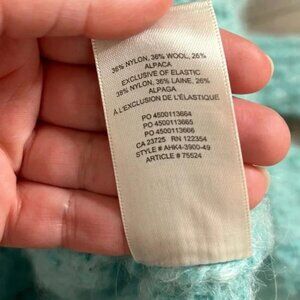 38% NYLON, 36% WOOL, 26%
ALPACA
EXCLUSIVE OF ELASTIC
38% NYLON, 36% LAINE, 26%
ALPAGA
À L'EXCLUSION DE L'ÉLASTIQUE
PO 4500113664
PO 4500113665
PO 4500113666
CA 23725 RN 122354
STYLE # AHK4-3900-49
ARTICLE # 75524